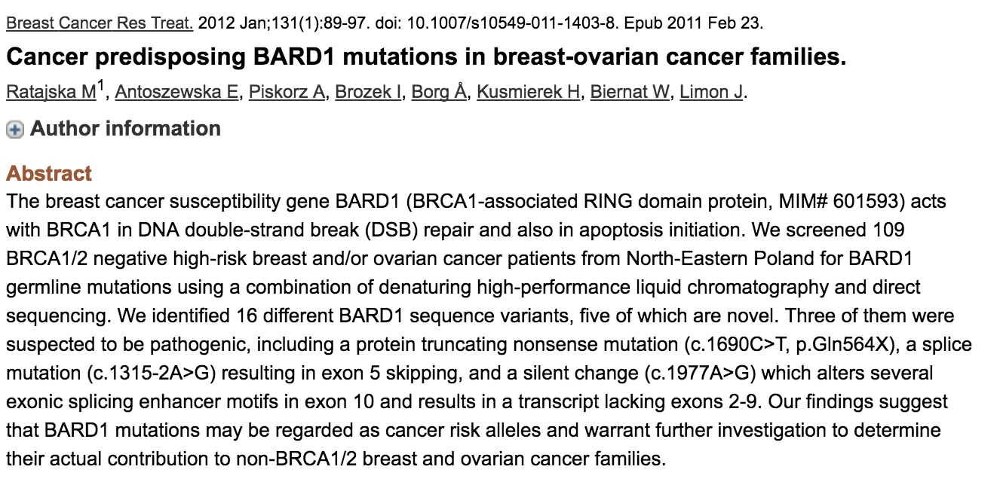 Breast Cancer Res Treat. 2012 Jan;131(1):89-97. doi: 10.1007/s10549-011-1403-8. Epub 2011 Feb 23.
Cancer predisposing BARD1 mutations in breast-ovarian cancer families.
Ratajska M1, Antoszewska E, Piskorz A, Brozek I, Borg Å, Kusmierek H, Biernat W, Limon J.
Author information
Abstract
The breast cancer susceptibility gene BARD1 (BRCA1-associated RING domain protein, MIM# 601593) acts
with BRCA1 in DNA double-strand break (DSB) repair and also in apoptosis initiation. We screened 109
BRCA1/2 negative high-risk breast and/or ovarian cancer patients from North-Eastern Poland for BARD1
germline mutations using a combination of denaturing high-performance liquid chromatography and direct
sequencing. We identified 16 different BARD1 sequence variants, five of which are novel. Three of them were
suspected to be pathogenic, including a protein truncating nonsense mutation (c.1690C>T, p.Gln564X), a splice
mutation (c.1315-2A>G) resulting in exon 5 skipping, and a silent change (c.1977A>G) which alters several
exonic splicing enhancer motifs in exon 10 and results in a transcript lacking exons 2-9. Our findings suggest
that BARD1 mutations may be regarded as cancer risk alleles and warrant further investigation to determine
their actual contribution to non-BRCA1/2 breast and ovarian cancer families.